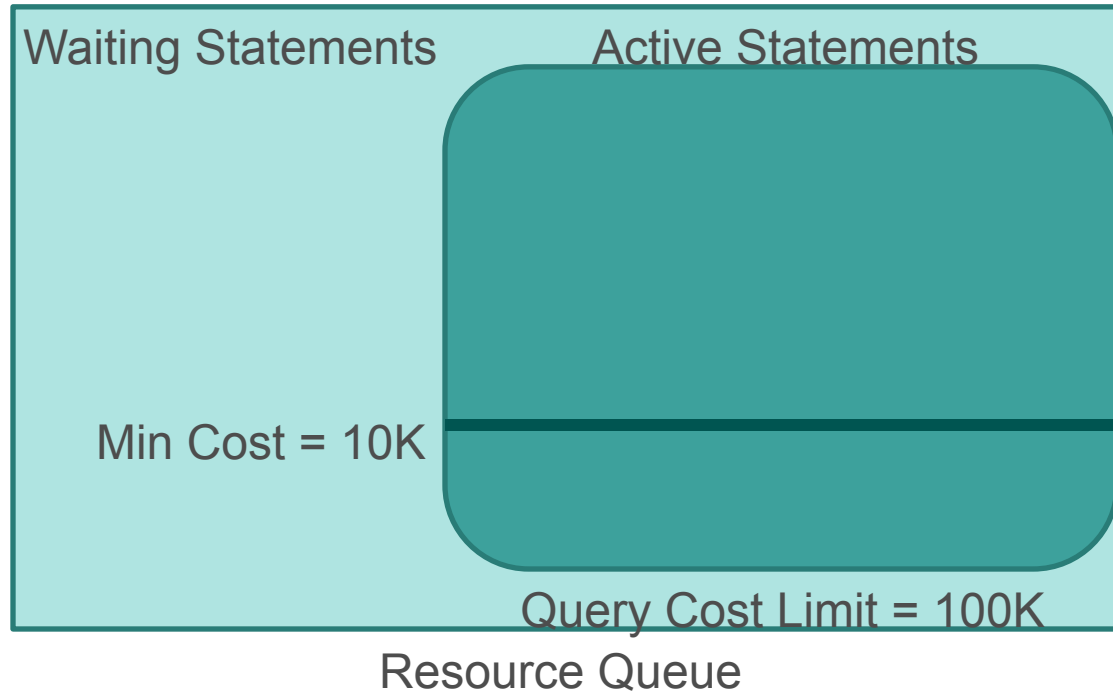 Waiting Statements
Active Statements
Min Cost = 10K
Query Cost Limit = 100K
Resource Queue